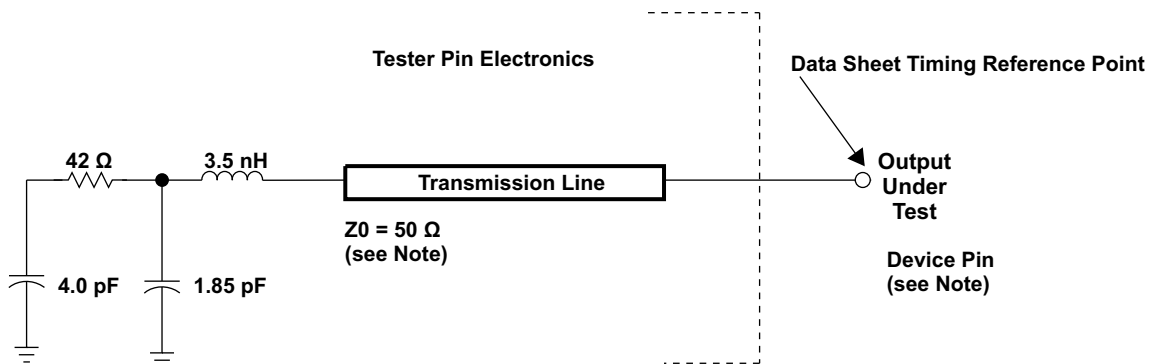 Tester Pin Electronics
Data Sheet Timing Reference Point
42 Ω
3.5 nH
Transmission Line
Output
Under
Test
Z0 = 50 Ω
(see Note)
Device Pin
(see Note)
4.0 pF
1.85 pF